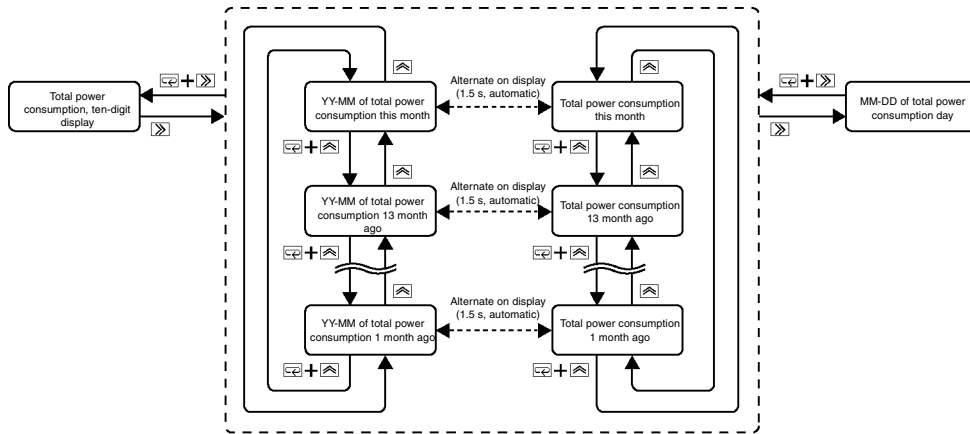 Total power
consumption, ten-digit
display
YY-MM of total power
consumption this month
Alternate on display
(1.5 s, automatic)
Total power consumption
this month
MM-DD of total power
consumption day
+
+
+
+
YY-MM of total power
consumption 13 month
ago
Alternate on display
(1.5 s, automatic)
Total power consumption
13 month ago
+
+
YY-MM of total power
consumption 1 month ago
Alternate on display
(1.5 s, automatic)
Total power consumption
1 month ago
+
+